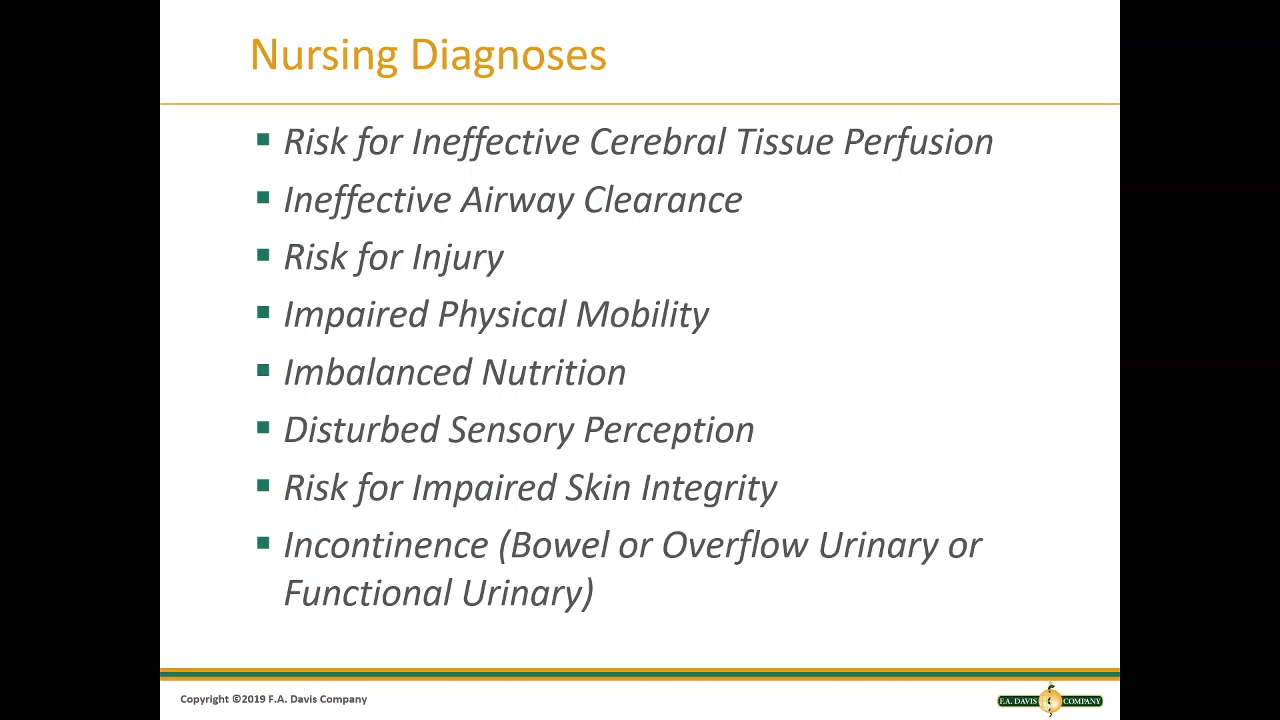 Nursing Diagnoses
▪ Risk for Ineffective Cerebral Tissue Perfusion
▪ Ineffective Airway Clearance
▪ Risk for Injury
▪ Impaired Physical Mobility
▪ Imbalanced Nutrition
▪ Disturbed Sensory Perception
▪ Risk for Impaired Skin Integrity
▪ Incontinence (Bowel or Overflow Urinary or
Functional Urinary)
Copyright ©2019 F.A. Davis Company
F.A. DAVIS COMPANY